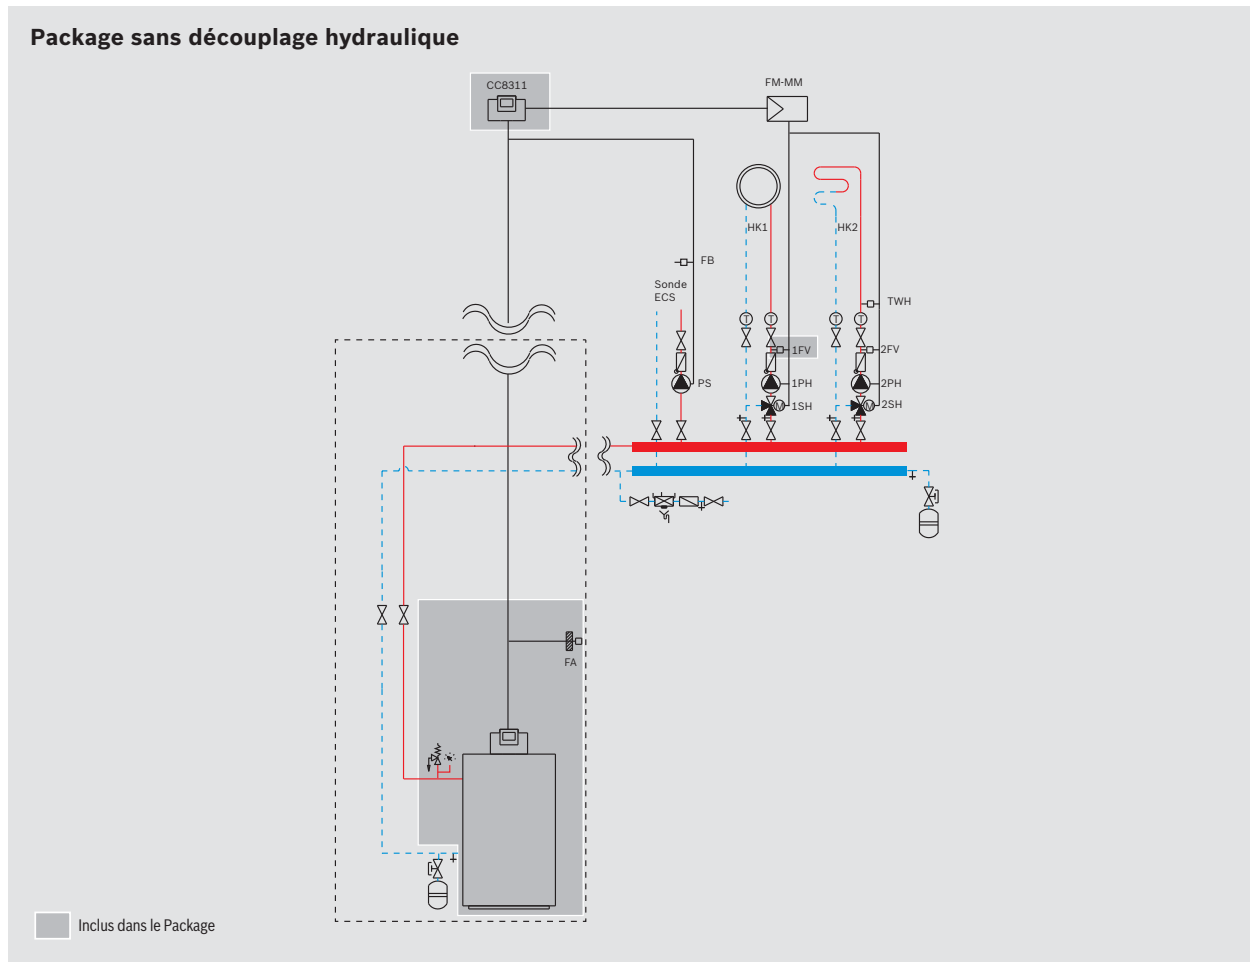 Package sans découplage hydraulique
CC8311
FM-MM
HK1
HK2
FB
Sonde
ECS
TWH
T
T
T
T
1FV
2FV
PS
1PH
2PH
M
1SH
M
2SH
FA
Inclus dans le Package